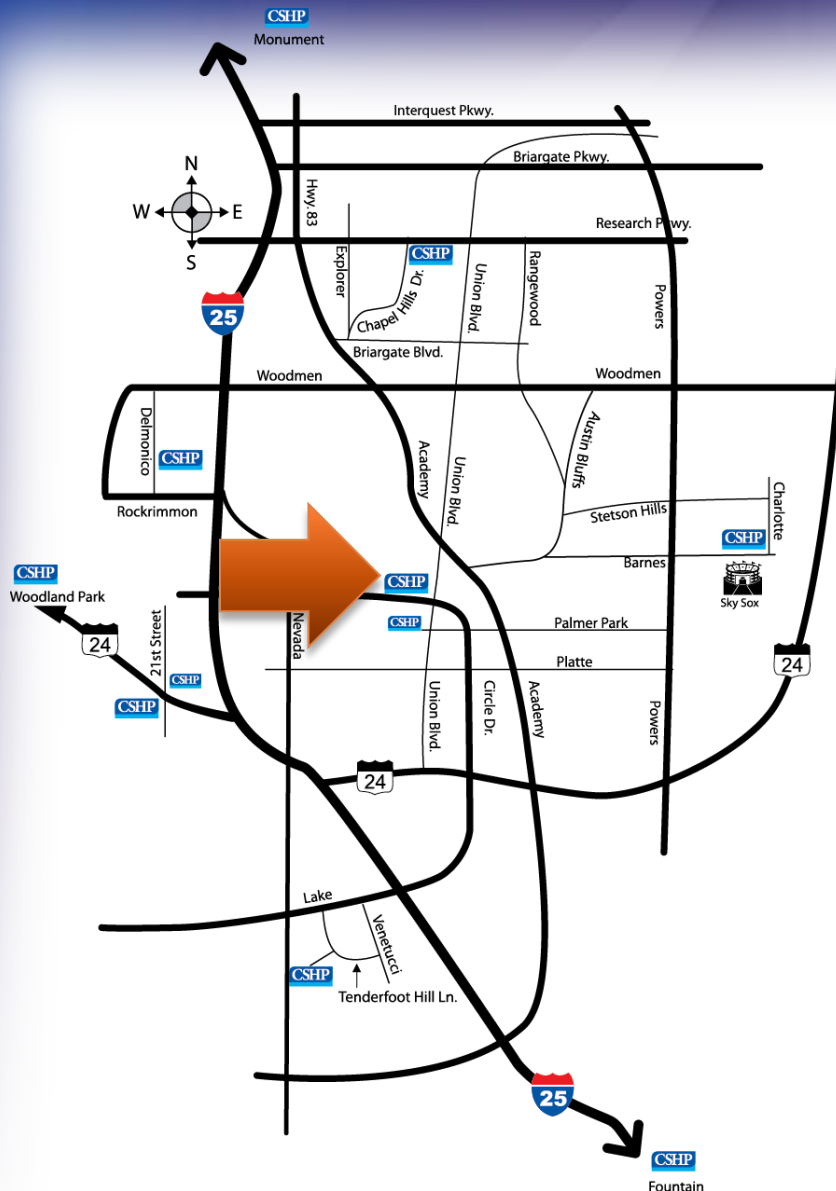 CSHP
Monument
Interquest Pkwy.
Briargate Pkwy.
N
W
E
S
Hwy. 83
Research Pkwy.
Explorer
CSHP
Chapel Hills Dr.
Union Blvd.
Rangewood
Powers
25
Briargate Blvd.
Woodmen
Woodmen
Delmonico
CSHP
Academy
Union Blvd.
Austin Bluffs
Rockrimmon
Stetson Hills
Charlotte
CSHP
Barnes
CSHP
Woodland Park
CSHP
Sky Sox
24
21st Street
Nevada
CSHP
Palmer Park
Platte
24
CSHP
CSHP
Union Blvd.
Circle Dr.
Academy
Powers
24
Lake
Venetucci
CSHP
Tenderfoot Hill Ln.
25
CSHP
Fountain